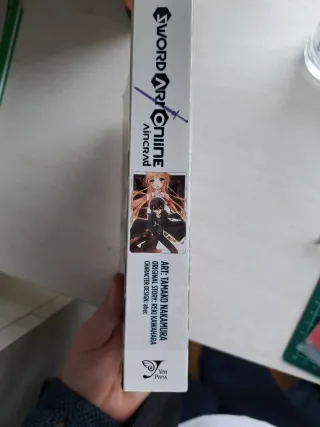 SWORD ART ONLINE
AINCRAD
ART: TAMAKO NAKAMURA
ORIGINAL STORY: REKI KAWAHARA
CHARACTER DESIGN: abec
Yen
Press